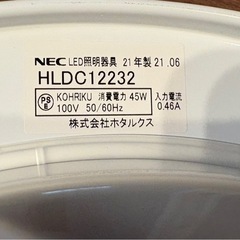 NEC LED照明器具 21年製 21.06
HLDC12232
PS E KOHRIKU 消費電力 45W 入力電流
100V 50/60Hz 0.46A
株式会社ホタルクス